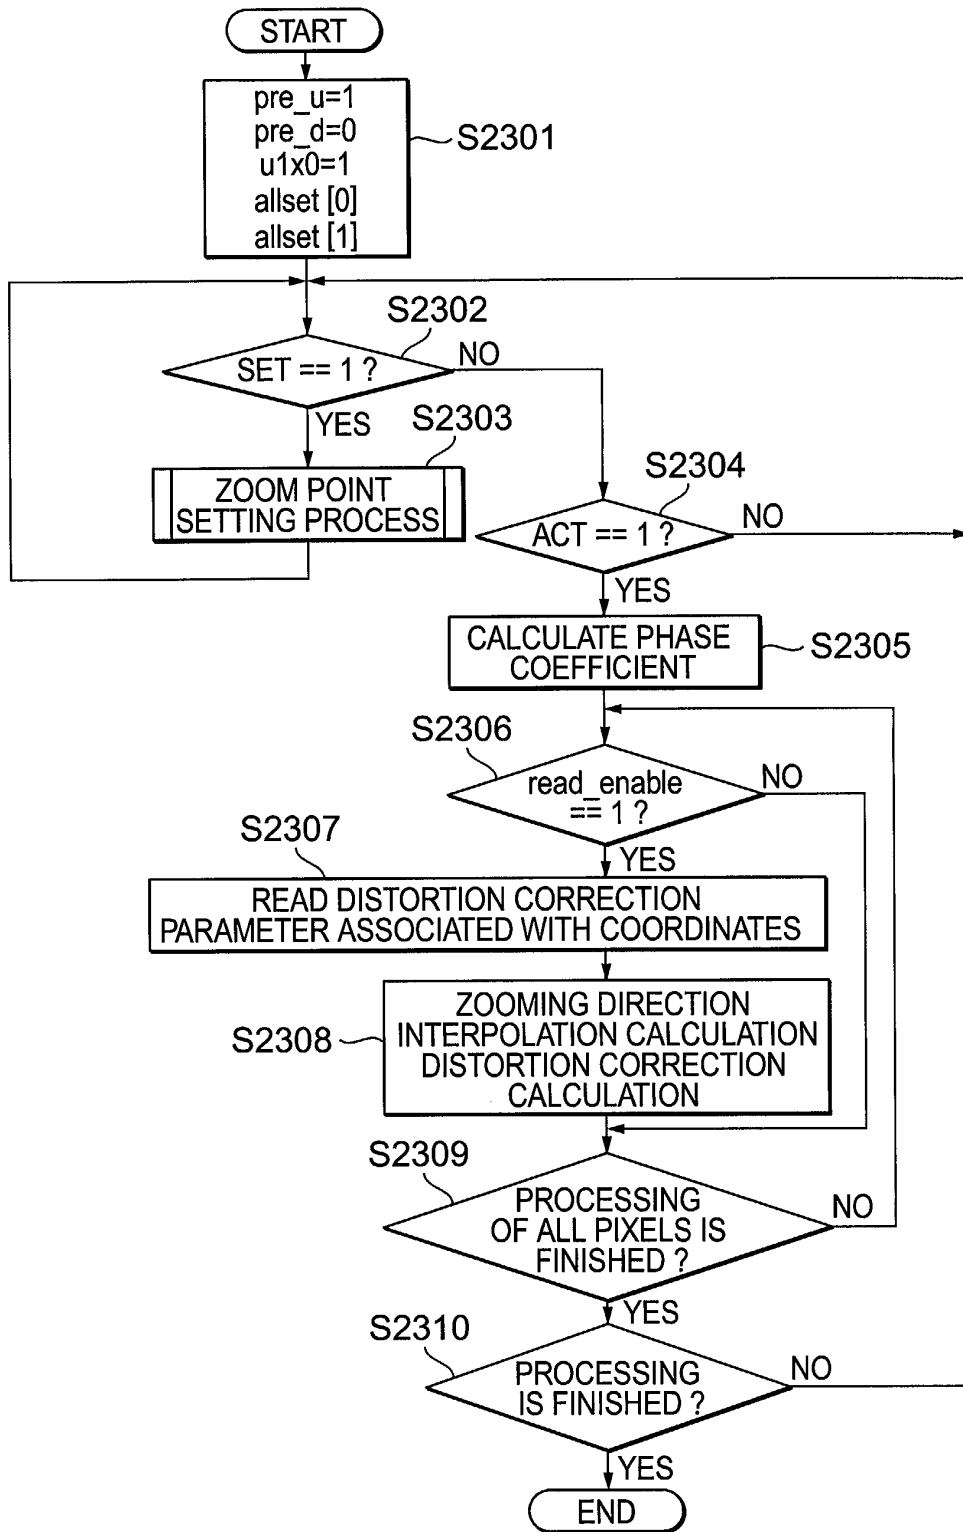 START
pre_u=1
pre_d=0
u1x0=1
allset [0]
allset [1]
S2301
S2302
SET == 1 ?
NO
YES
S2303
ZOOM POINT
SETTING PROCESS
S2304
ACT == 1 ?
NO
YES
CALCULATE PHASE
COEFFICIENT
S2305
S2306
read_enable
== 1 ?
NO
YES
S2307
READ DISTORTION CORRECTION
PARAMETER ASSOCIATED WITH COORDINATES
S2308
ZOOMING DIRECTION
INTERPOLATION CALCULATION
DISTORTION CORRECTION
CALCULATION
S2309
PROCESSING
OF ALL PIXELS IS
FINISHED ?
NO
YES
S2310
PROCESSING
IS FINISHED ?
NO
YES
END